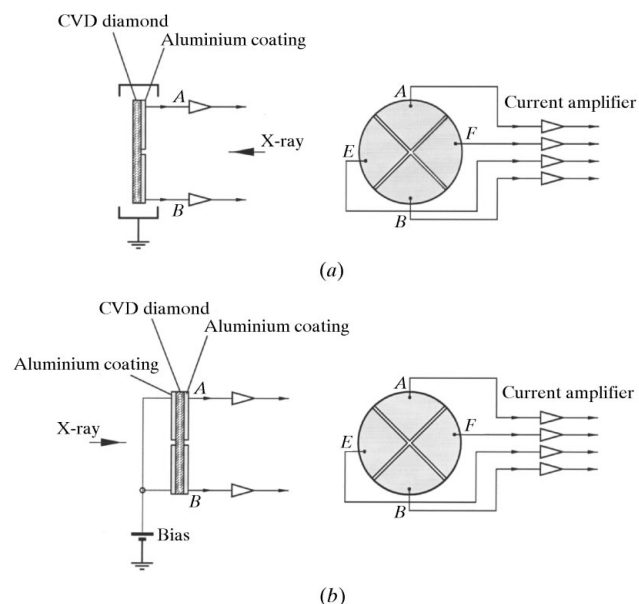 CVD diamond
Aluminium coating
A
A
Current amplifier
F
X-ray
E
B
B
(a)
CVD diamond
Aluminium coating
Aluminium coating
A
A
Current amplifier
X-ray
F
E
B
B
Bias
(b)